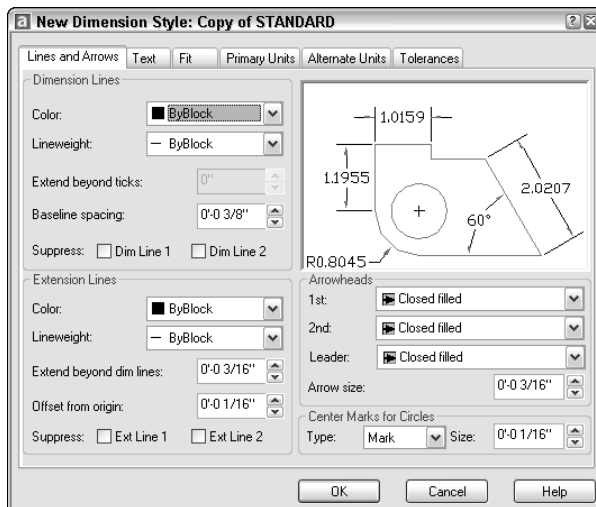 a New Dimension Style: Copy of STANDARD
Lines and Arrows Text Fit Primary Units Alternate Units Tolerances
Dimension Lines
Color: ByBlock
Lineweight: ByBlock
Extend beyond ticks: 0"
Baseline spacing: 0'-0 3/8"
Suppress: Dim Line 1 Dim Line 2
1.0159
1.1955
2.0207
60°
R0.8045
Extension Lines
Color: ByBlock
Lineweight: ByBlock
Extend beyond dim lines: 0'-0 3/16"
Offset from origin: 0'-0 1/16"
Suppress: Ext Line 1 Ext Line 2
Arrowheads
1st: Closed filled
2nd: Closed filled
Leader: Closed filled
Arrow size: 0'-0 3/16"
Center Marks for Circles
Type: Mark Size: 0'-0 1/16"
OK Cancel Help